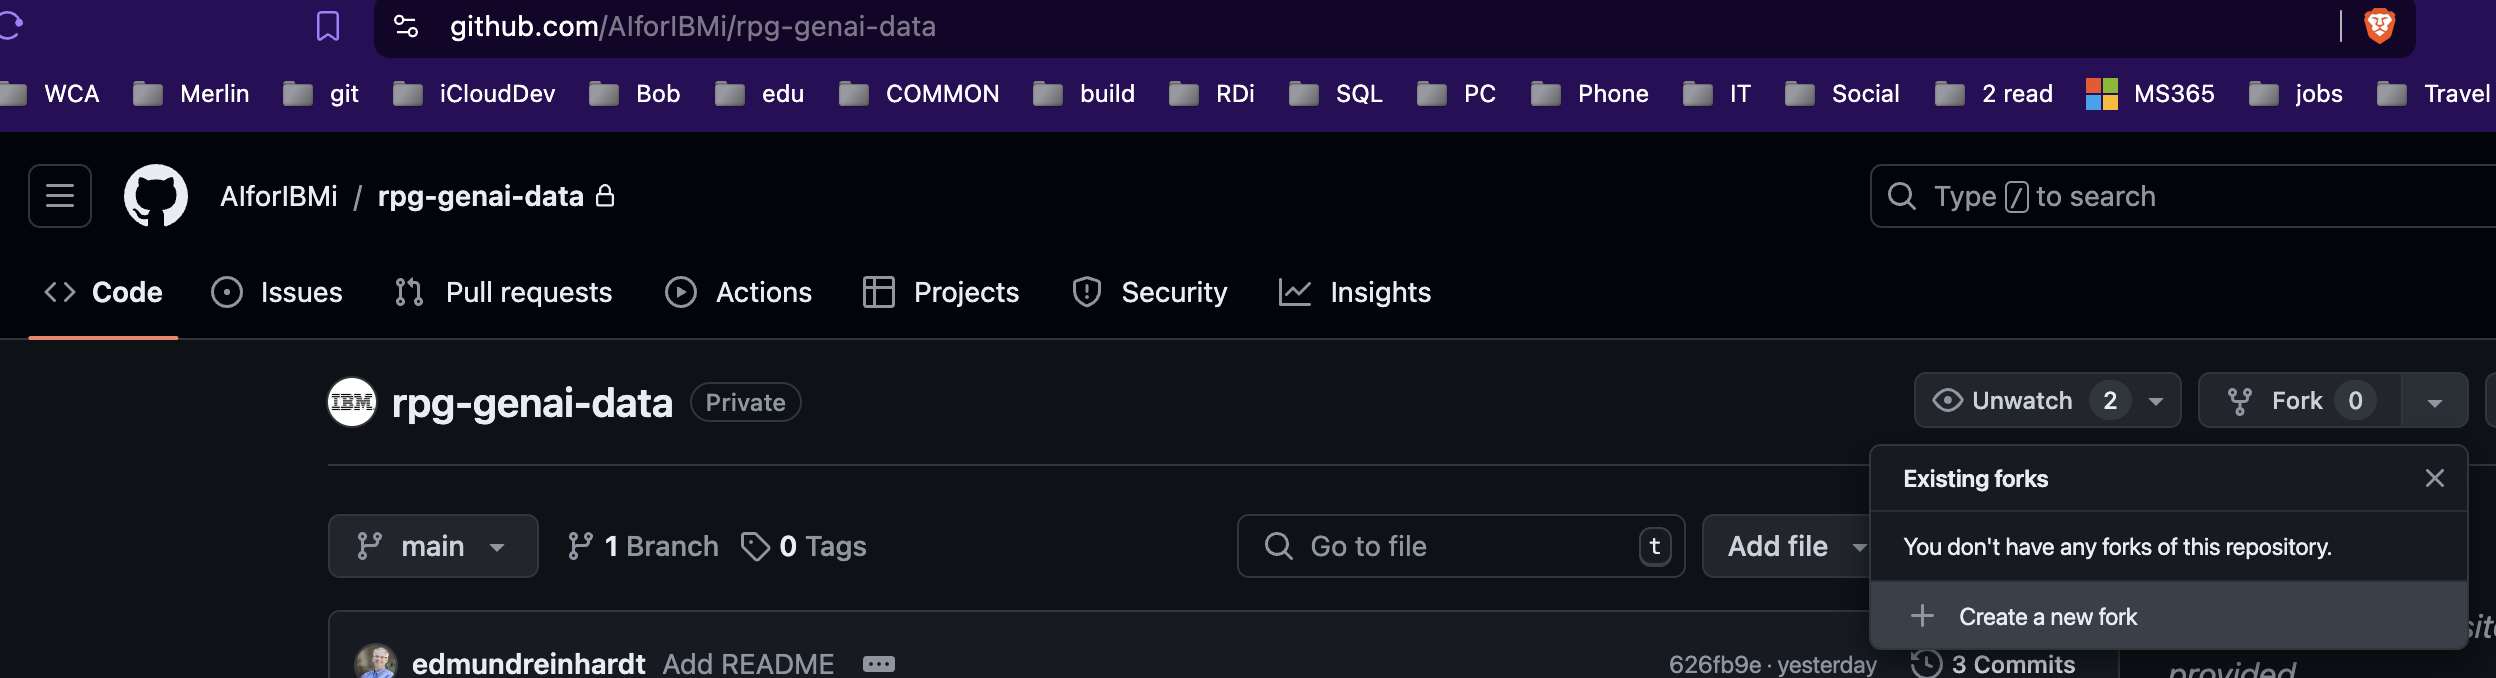 github.com/AIforIBMi/rpg-genai-data
WCA Merlin git iCloudDev Bob edu COMMON build RDi SQL PC Phone IT Social 2 read MS365 jobs Travel
AIforIBMi / rpg-genai-data
Type / to search
Code Issues Pull requests Actions Projects Security Insights
IBM rpg-genai-data Private
Unwatch 2 Fork 0
Existing forks
You don't have any forks of this repository.
Create a new fork
main 1 Branch 0 Tags Go to file t Add file
edmundreinhardt Add README 626fb9e · yesterday 3 Commits
provided